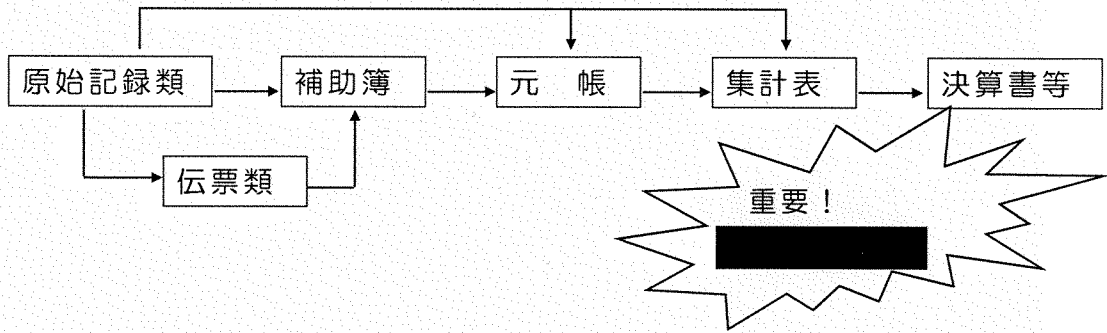 原始記録類
補助簿
元　帳
集計表
決算書等
伝票類
重要！